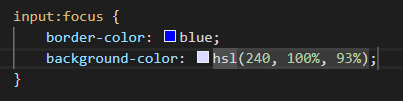 input:focus {
    border-color: blue;
    background-color: hsl(240, 100%, 93%);
}